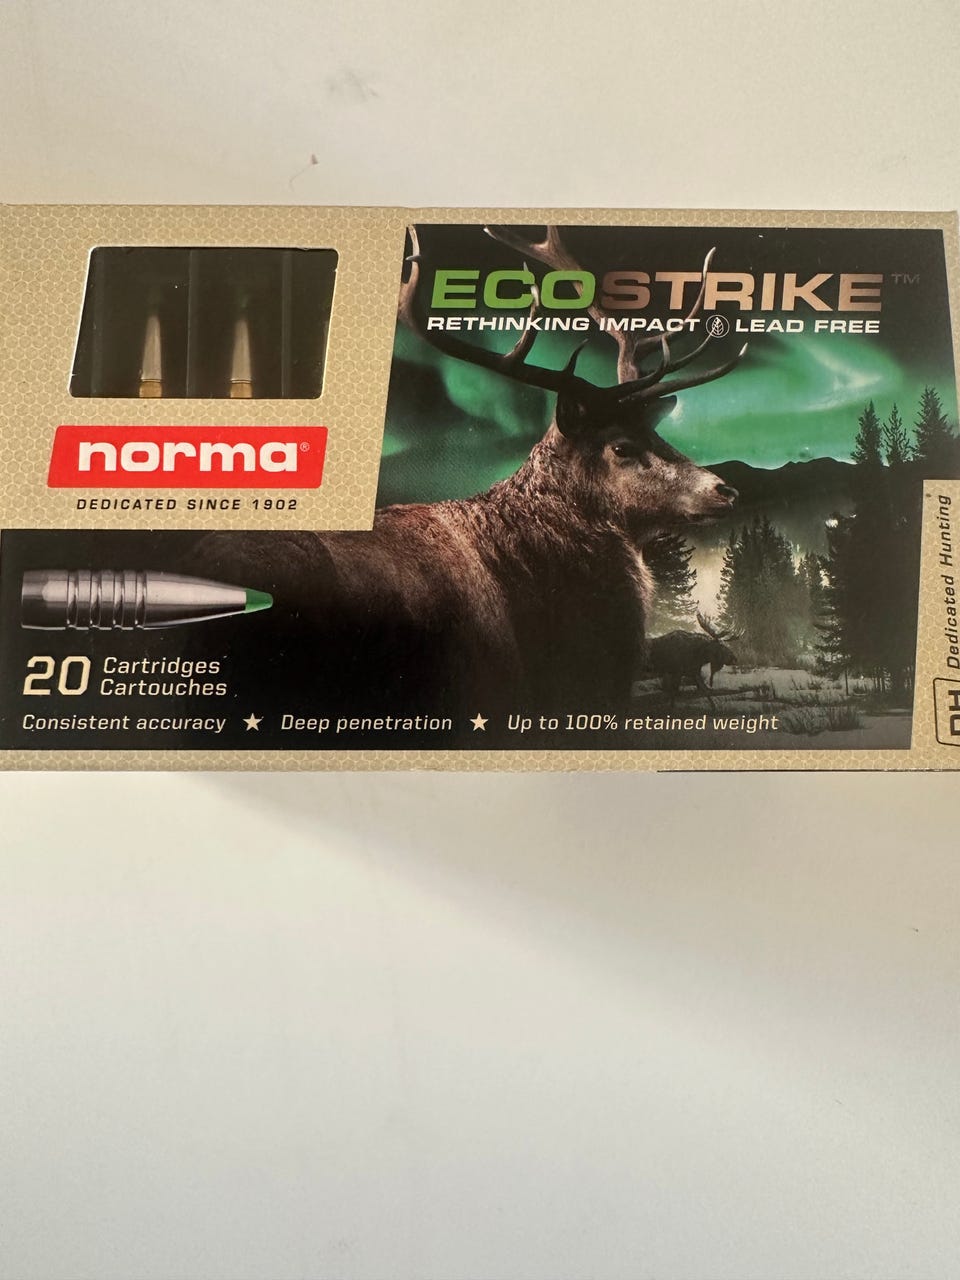 ECOSTRIKE™
RETHINKING IMPACT LEAD FREE
norma®
DEDICATED SINCE 1902
20 Cartridges
Cartouches
Consistent accuracy ★ Deep penetration ★ Up to 100% retained weight
DH Dedicated Hunting